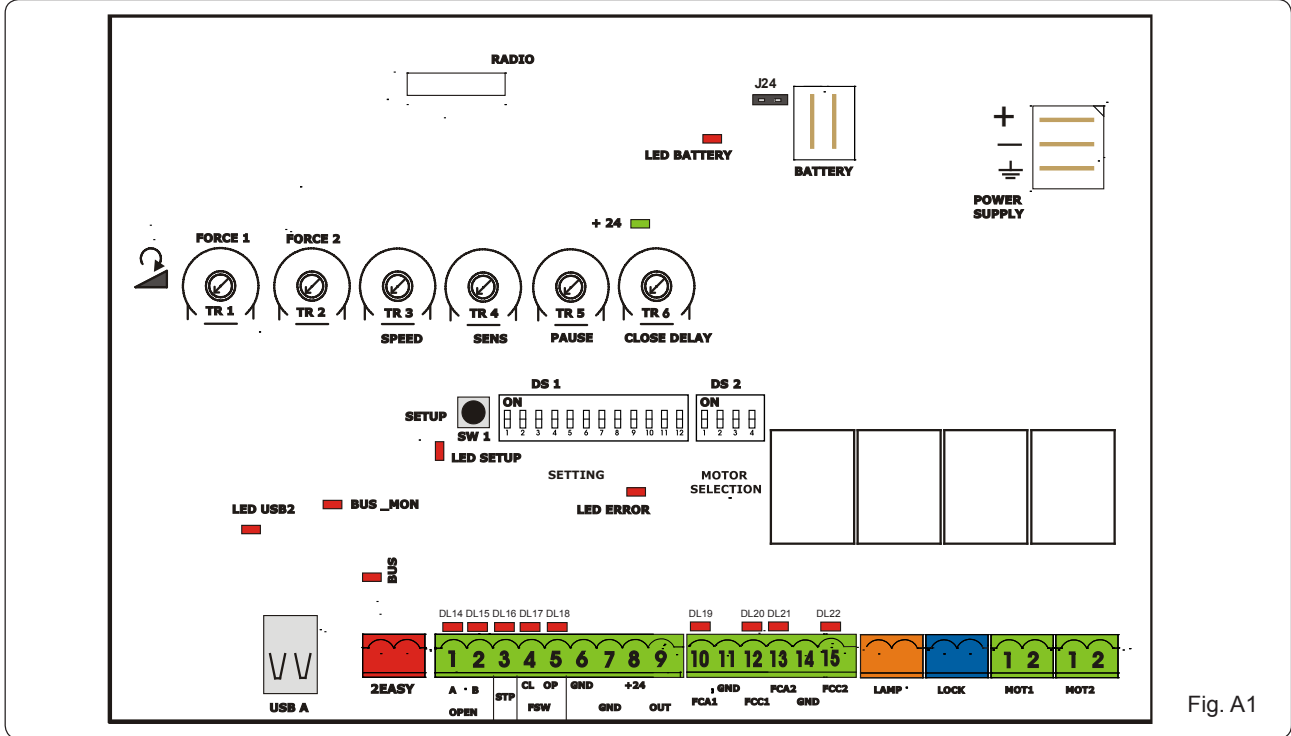 RADIO
J24
LED BATTERY
BATTERY
+
−
POWER
SUPPLY
+ 24
FORCE 1 FORCE 2
TR 1 TR 2 TR 3 TR 4 TR 5 TR 6
SPEED SENS PAUSE CLOSE DELAY
DS 1 DS 2
ON ON
SETUP
1 2 3 4 5 6 7 8 9 10 11 12 1 2 3 4
SW 1
LED SETUP
SETTING
MOTOR
SELECTION
LED USB2
BUS _MON
LED ERROR
BUS
DL14 DL15 DL16 DL17 DL18 DL19 DL20 DL21 DL22
1 2 3 4 5 6 7 8 9 10 11 12 13 14 15 1 2 1 2
2EASY
A B STP CL OP GND +24 GND FCA2 FCC2 LAMP LOCK MOT1 MOT2
OPEN FSW GND OUT FCA1 FCC1 GND
USB A
Fig. A1